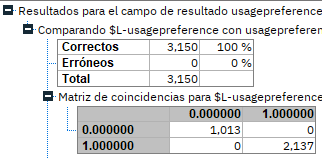 Resultados para el campo de resultado usagepreference
Comparando $L-usagepreference con usagepreferen
Correctos 3,150 100 %
Erróneos 0 0 %
Total 3,150
Matriz de coincidencias para $L-usagepreference
0.000000 1.000000
0.000000 1,013 0
1.000000 0 2,137